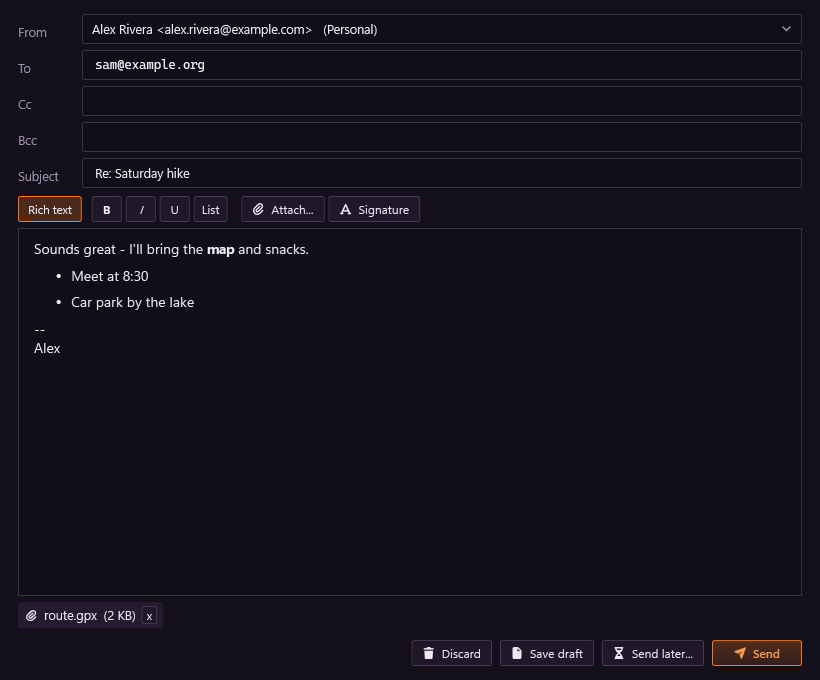 From Alex Rivera <alex.rivera@example.com> (Personal)
To sam@example.org
Cc
Bcc
Subject Re: Saturday hike
Rich text B I U List Attach... Signature
Sounds great - I'll bring the map and snacks.
• Meet at 8:30
• Car park by the lake
--
Alex
route.gpx (2 KB) x
Discard Save draft Send later... Send